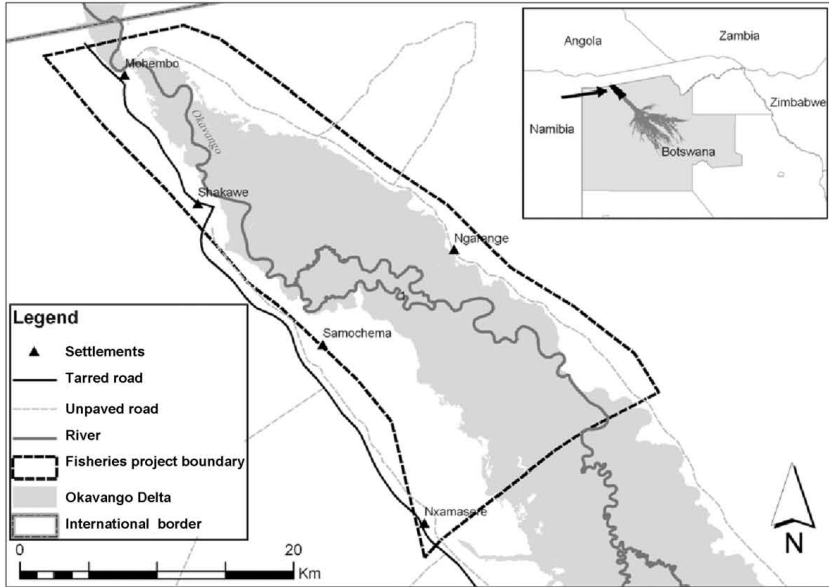 Mohembo
Okavango
Shakawe
Ngarange
Samochema
Nxamasere
Angola
Zambia
Zimbabwe
Namibia
Botswana
Legend
Settlements
Tarred road
Unpaved road
River
Fisheries project boundary
Okavango Delta
International border
0 20
Km
N